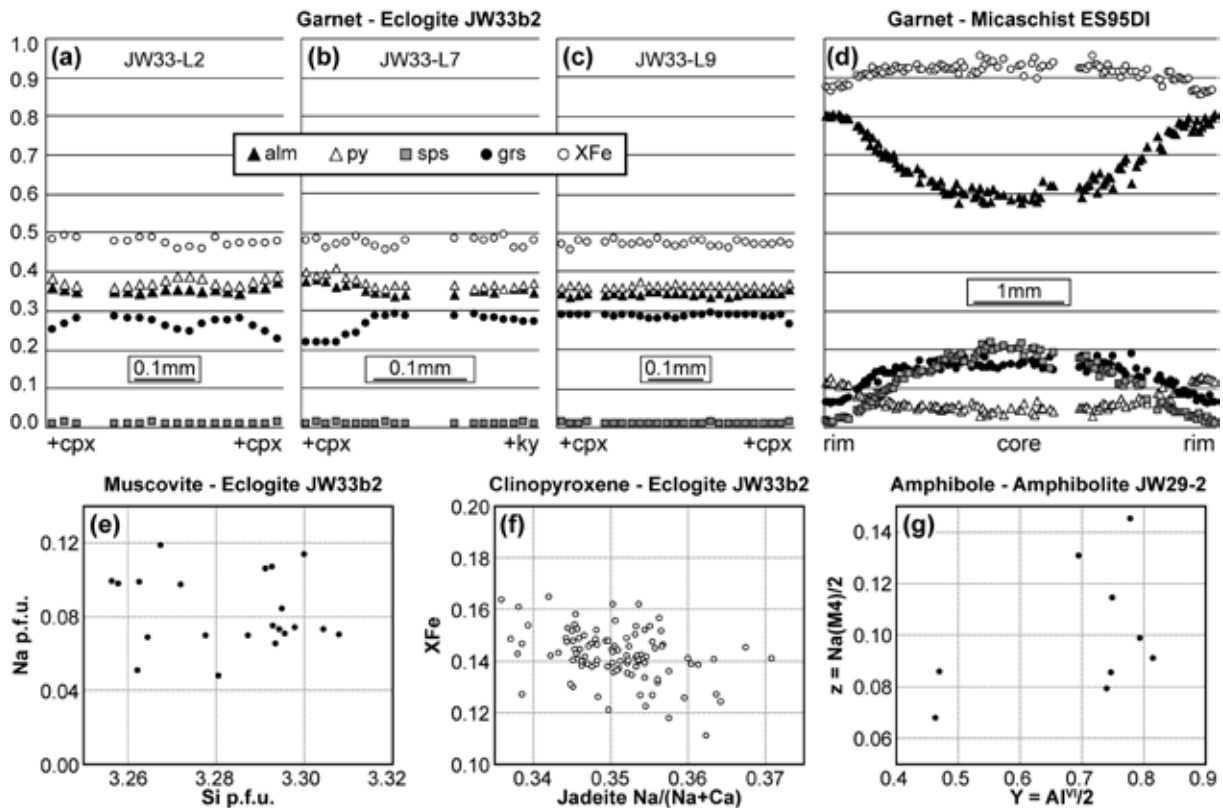 Garnet - Eclogite JW33b2
Garnet - Micaschist ES95DI
1.0
0.9
0.8
0.7
0.6
0.5
0.4
0.3
0.2
0.1
0.0
(a)
JW33-L2
(b)
JW33-L7
(c)
JW33-L9
(d)
alm py sps grs XFe
0.1mm
0.1mm
0.1mm
1mm
+cpx +cpx
+cpx +ky
+cpx +cpx
rim core rim
Muscovite - Eclogite JW33b2
(e)
Na p.f.u.
0.12
0.08
0.04
0.00
3.26 3.28 3.30 3.32
Si p.f.u.
Clinopyroxene - Eclogite JW33b2
(f)
XFe
0.20
0.18
0.16
0.14
0.12
0.10
0.34 0.35 0.36 0.37
Jadeite Na/(Na+Ca)
Amphibole - Amphibolite JW29-2
(g)
z = Na(M4)/2
0.14
0.12
0.10
0.08
0.06
0.4 0.5 0.6 0.7 0.8 0.9
Y = Alⱽᴵ/2